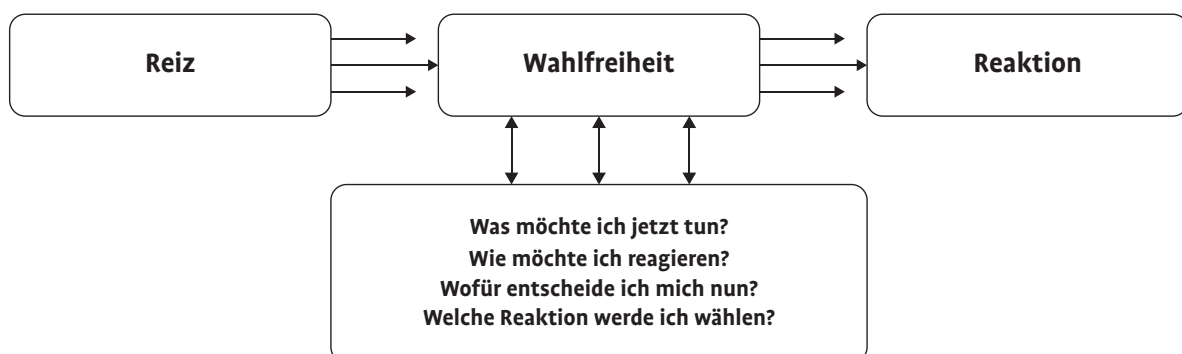 Reiz
Wahlfreiheit
Reaktion
Was möchte ich jetzt tun?
Wie möchte ich reagieren?
Wofür entscheide ich mich nun?
Welche Reaktion werde ich wählen?